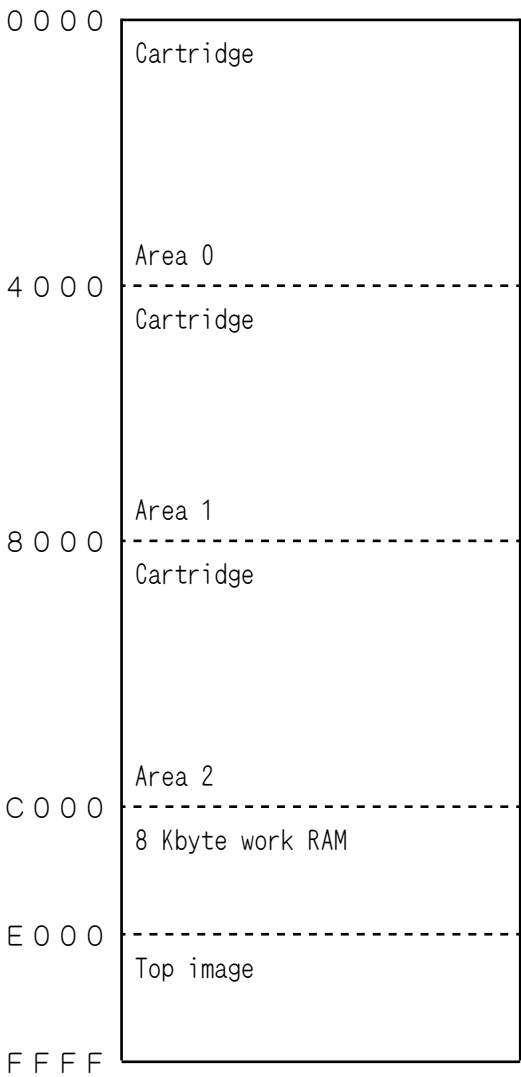 0000
Cartridge
Area 0
4000
Cartridge
Area 1
8000
Cartridge
Area 2
C000
8 Kbyte work RAM
E000
Top image
FFFF